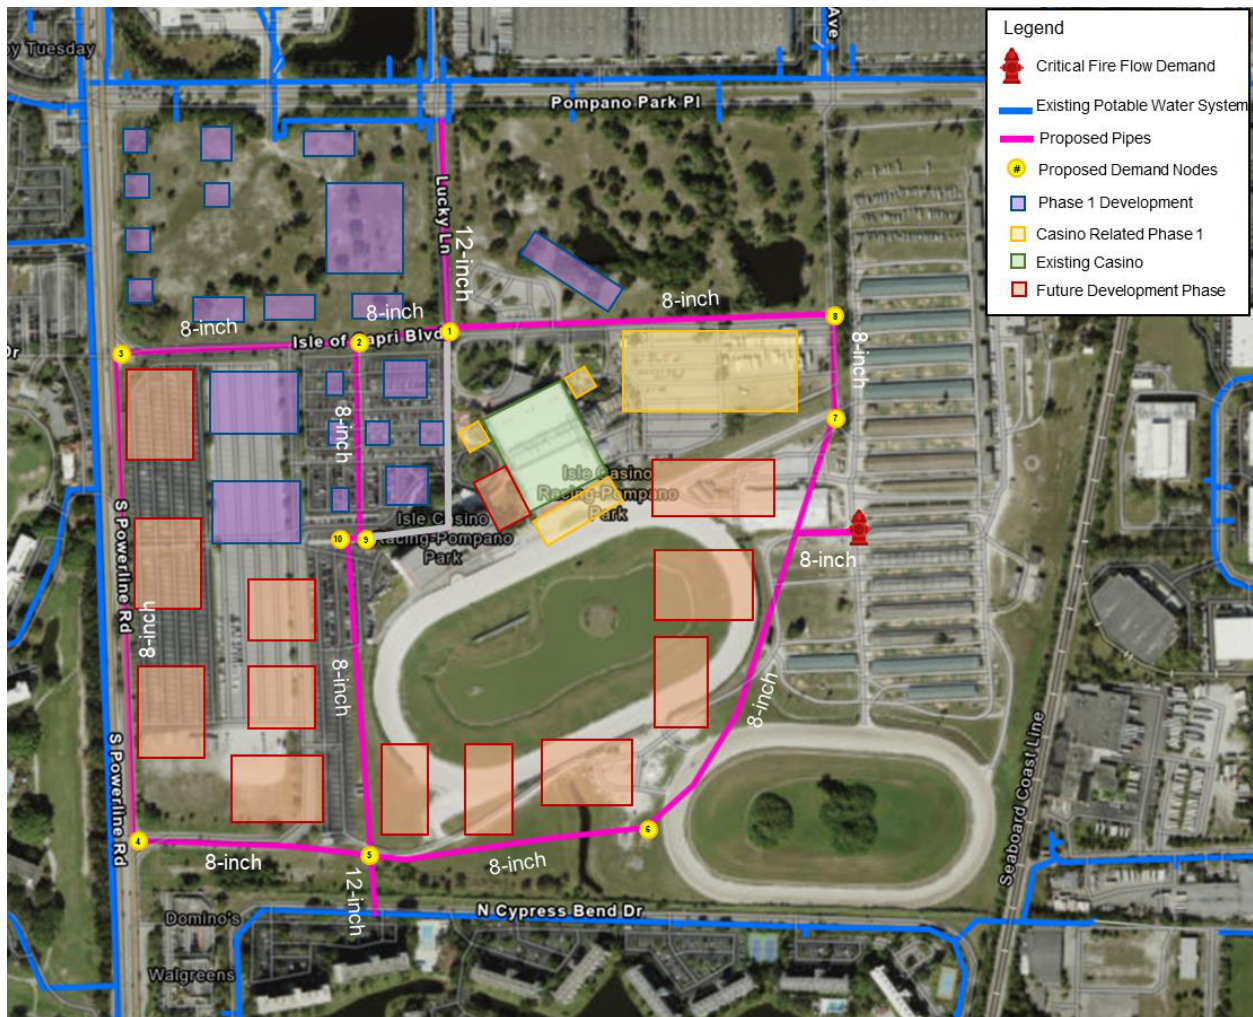 by Tuesday
Ave
Pompano Park Pl
Legend
Critical Fire Flow Demand
Existing Potable Water System
Proposed Pipes
#
Proposed Demand Nodes
Phase 1 Development
Casino Related Phase 1
Existing Casino
Future Development Phase
Lucky Ln
12-inch
8-inch
8-inch
8-inch
Isle of Capri Blvd
1
2
3
8
Dr
8-inch
8-inch
7
Isle Casino
Racing-Pompano
Park
Isle Casino
Racing-Pompano
Park
10
9
8-inch
S Powerline Rd
8-inch
8-inch
8-inch
S Powerline Rd
Seaboard Coast Line
4
5
6
8-inch
8-inch
12-inch
N Cypress Bend Dr
Domino's
Walgreens